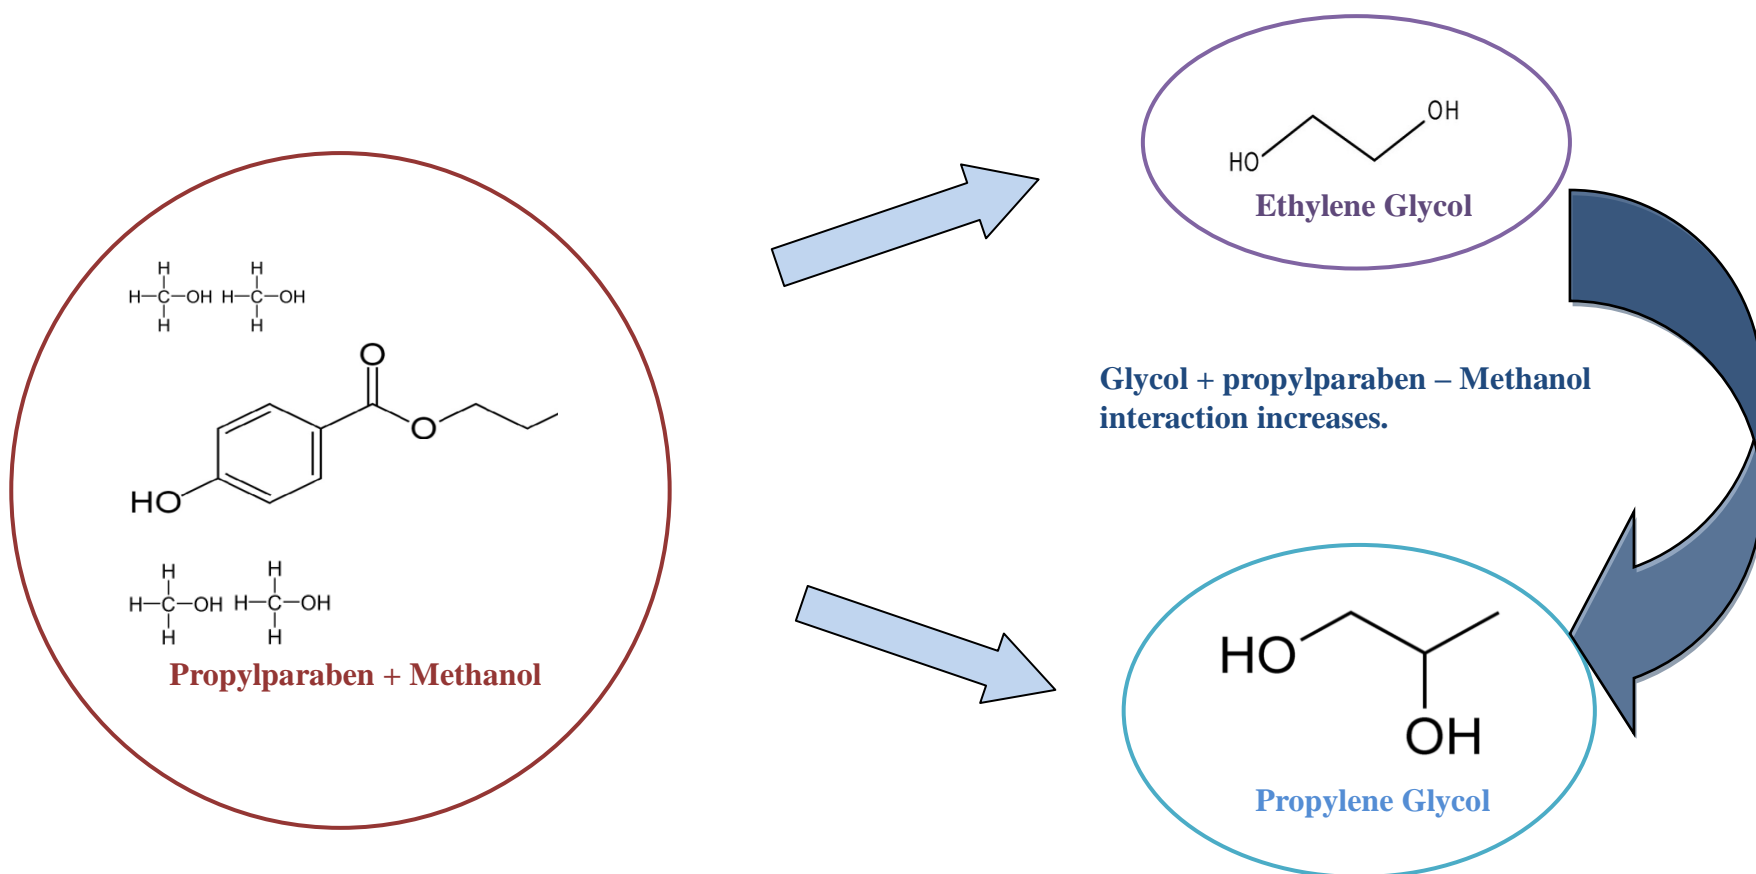 H H
H C OH H C OH
H H
O
O
HO
H H
H C OH H C OH
H H
Propylparaben + Methanol
OH
HO
Ethylene Glycol
Glycol + propylparaben – Methanol
interaction increases.
HO
OH
Propylene Glycol